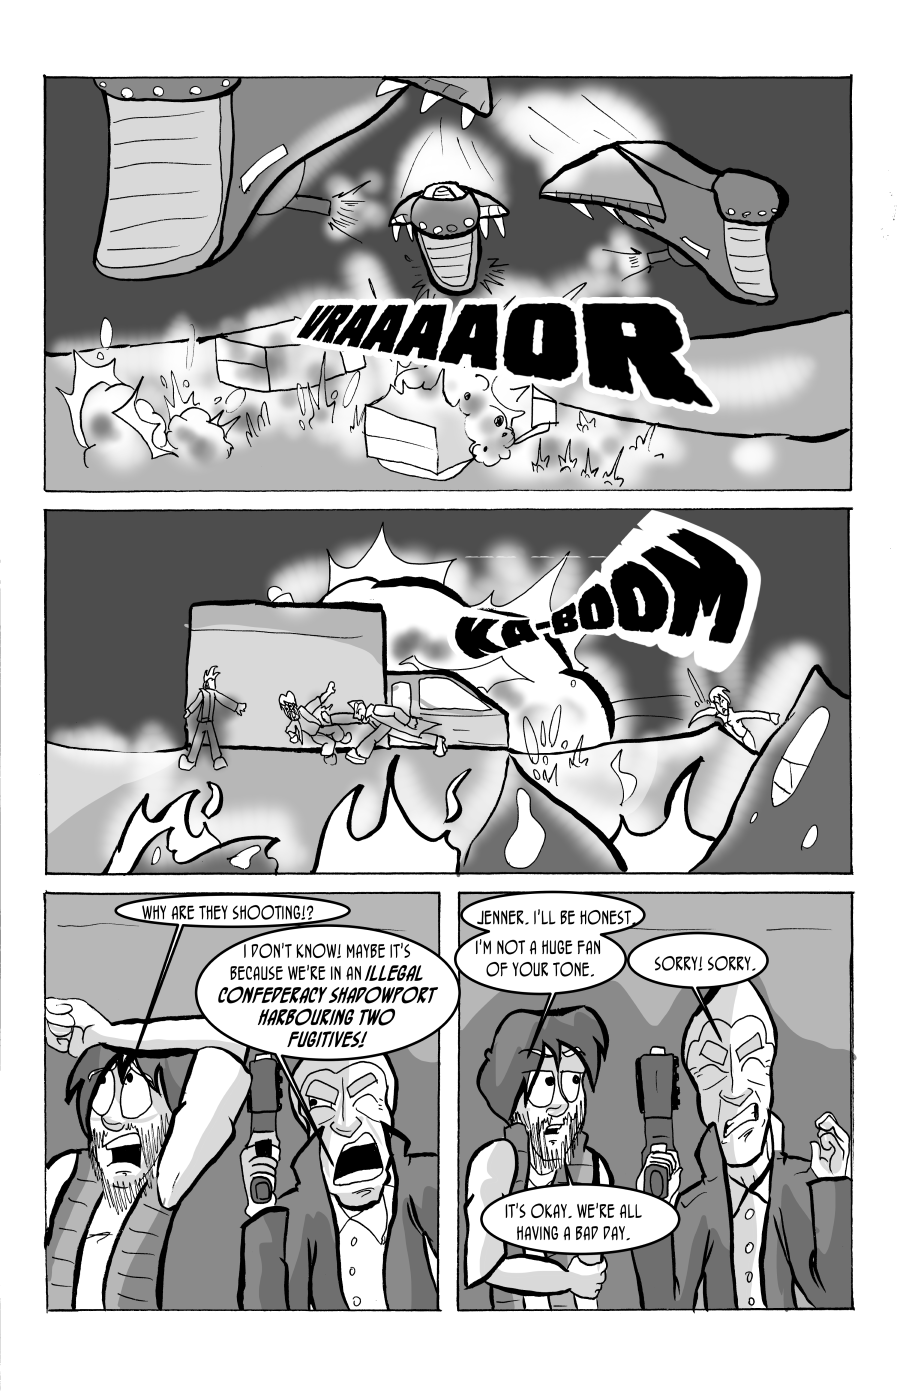 VRAAAAOR
KA-BOOM
WHY ARE THEY SHOOTING!?
I DON'T KNOW! MAYBE IT'S
BECAUSE WE'RE IN AN ILLEGAL
CONFEDERACY SHADOWPORT
HARBOURING TWO
FUGITIVES!
JENNER, I'LL BE HONEST,
I'M NOT A HUGE FAN
OF YOUR TONE.
SORRY! SORRY.
IT'S OKAY. WE'RE ALL
HAVING A BAD DAY.